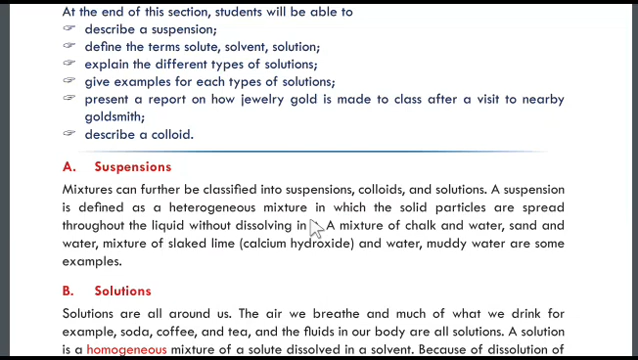 At the end of this section, students will be able to
☞ describe a suspension;
☞ define the terms solute, solvent, solution;
☞ explain the different types of solutions;
☞ give examples for each types of solutions;
☞ present a report on how jewelry gold is made to class after a visit to nearby
goldsmith;
☞ describe a colloid.
A. Suspensions
Mixtures can further be classified into suspensions, colloids, and solutions. A suspension
is defined as a heterogeneous mixture in which the solid particles are spread
throughout the liquid without dissolving in A mixture of chalk and water, sand and
water, mixture of slaked lime (calcium hydroxide) and water, muddy water are some
examples.
B. Solutions
Solutions are all around us. The air we breathe and much of what we drink for
example, soda, coffee, and tea, and the fluids in our body are all solutions. A solution
is a homogeneous mixture of a solute dissolved in a solvent. Because of dissolution of